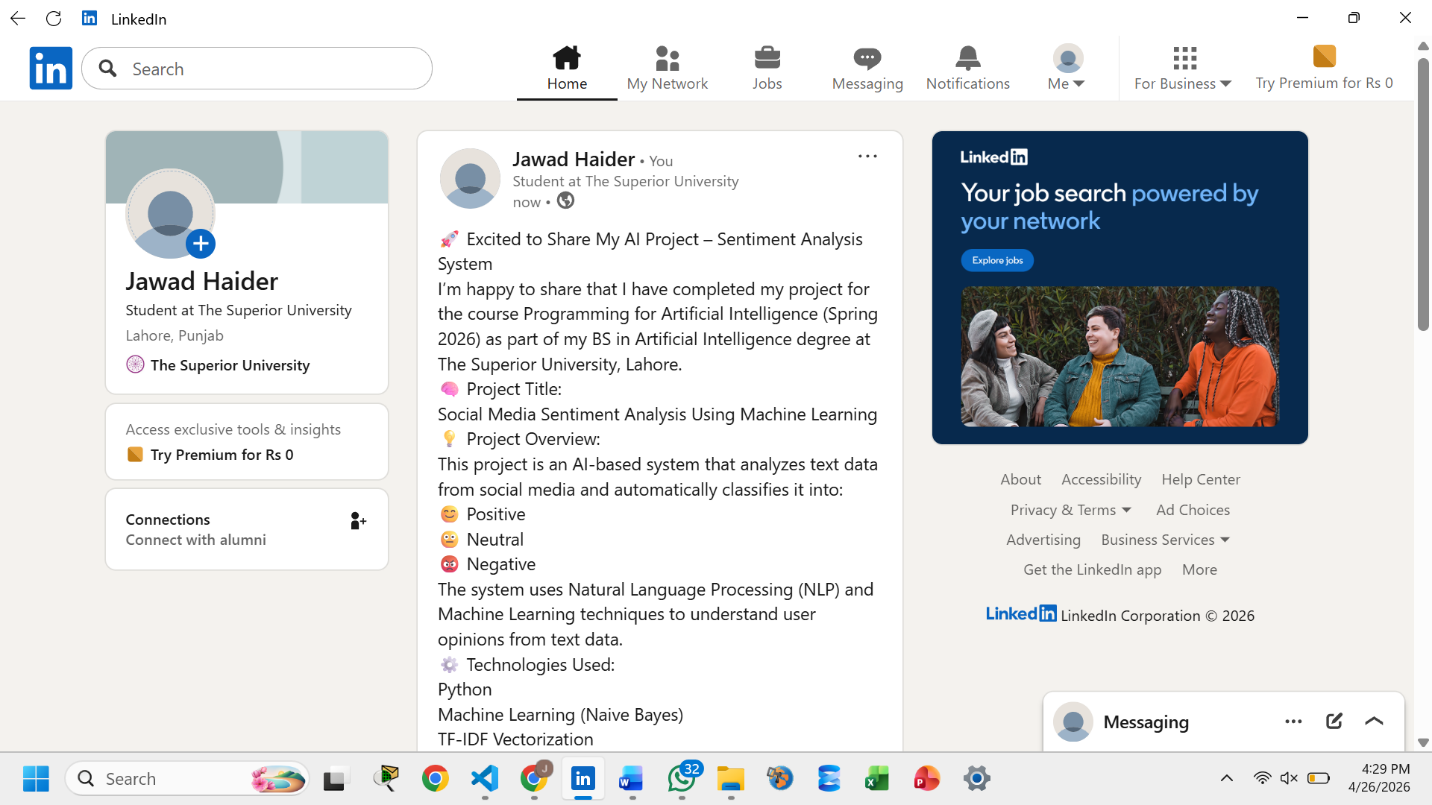 LinkedIn
in
Search
Home
My Network
Jobs
Messaging
Notifications
Me
For Business
Try Premium for Rs 0
Jawad Haider
Student at The Superior University
Lahore, Punjab
The Superior University
Access exclusive tools & insights
Try Premium for Rs 0
Connections
Connect with alumni
Jawad Haider • You
Student at The Superior University
now •
🚀 Excited to Share My AI Project – Sentiment Analysis
System
I’m happy to share that I have completed my project for
the course Programming for Artificial Intelligence (Spring
2026) as part of my BS in Artificial Intelligence degree at
The Superior University, Lahore.
🧠 Project Title:
Social Media Sentiment Analysis Using Machine Learning
💡 Project Overview:
This project is an AI-based system that analyzes text data
from social media and automatically classifies it into:
😊 Positive
😐 Neutral
😡 Negative
The system uses Natural Language Processing (NLP) and
Machine Learning techniques to understand user
opinions from text data.
⚙️ Technologies Used:
Python
Machine Learning (Naive Bayes)
TF-IDF Vectorization
LinkedIn
Your job search powered by
your network
Explore jobs
About Accessibility Help Center
Privacy & Terms Ad Choices
Advertising Business Services
Get the LinkedIn app More
LinkedIn LinkedIn Corporation © 2026
Messaging
Search
J
in
W
32
X
P
4:29 PM
4/26/2026